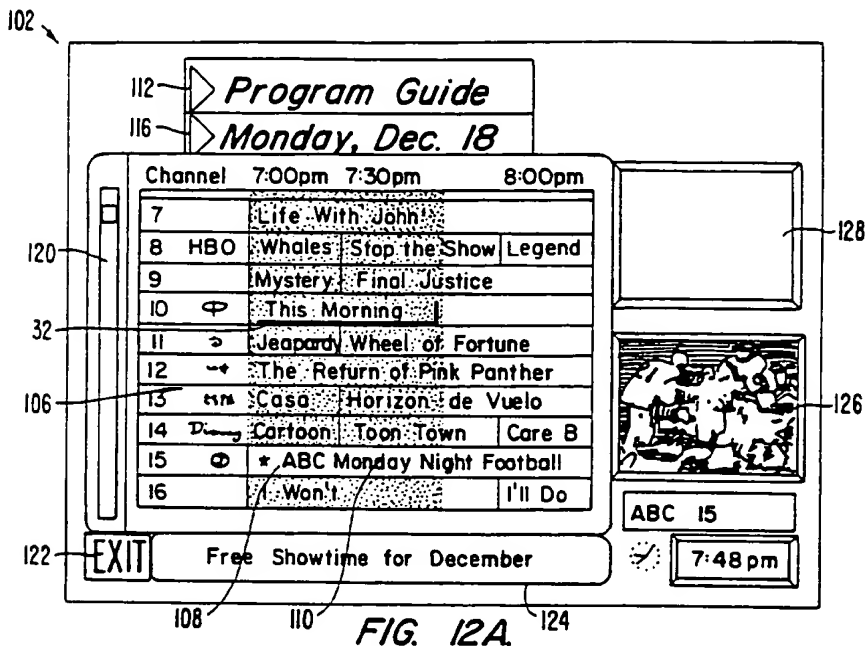 102
112
Program Guide
116
Monday, Dec. 18
Channel 7:00pm 7:30pm 8:00pm
7 Life With John
128
120
8 HBO Whales Stop the Show Legend
9 Mystery Final Justice
10 This Morning
32
11 Jeapardy Wheel of Fortune
12 The Return of Pink Panther
106
13 Casa Horizon de Vuelo
126
14 Disney Cartoon Toon Town Care B
15 * ABC Monday Night Football
16 I Won't I'll Do
ABC 15
122
EXIT
Free Showtime for December
7:48 pm
108
110
124
FIG. 12A.